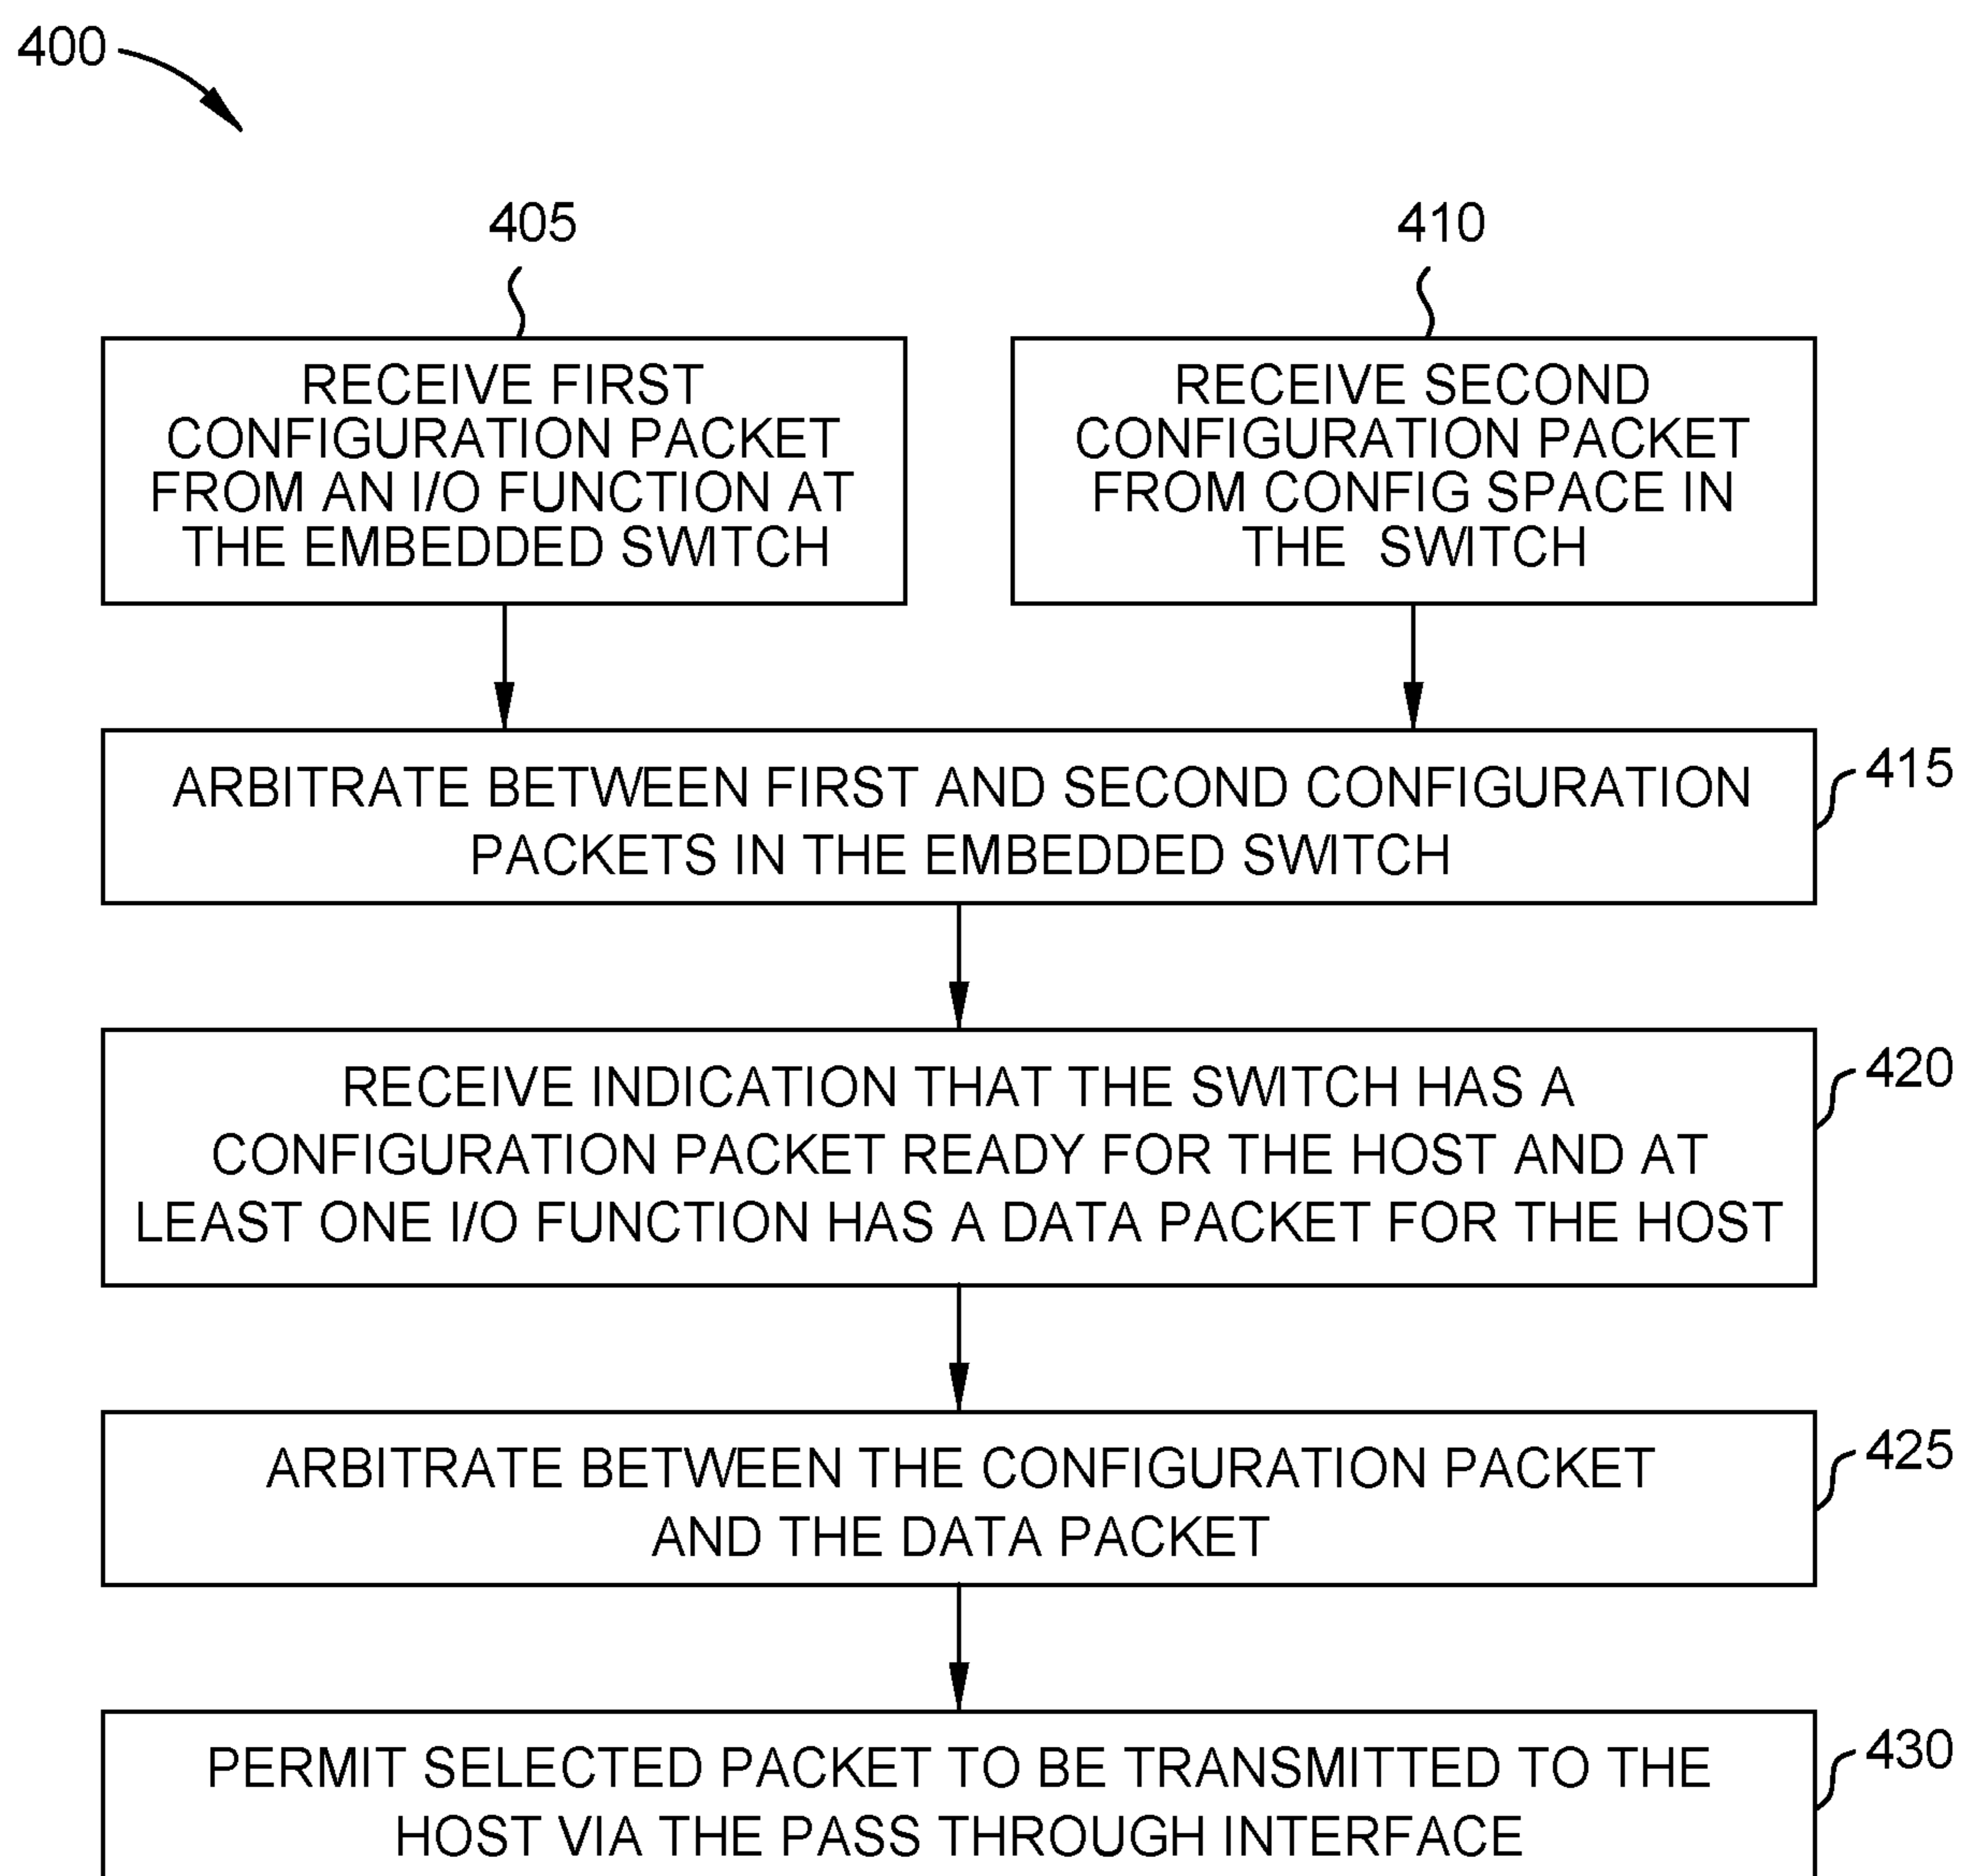 400
405
RECEIVE FIRST
CONFIGURATION PACKET
FROM AN I/O FUNCTION AT
THE EMBEDDED SWITCH
410
RECEIVE SECOND
CONFIGURATION PACKET
FROM CONFIG SPACE IN
THE SWITCH
ARBITRATE BETWEEN FIRST AND SECOND CONFIGURATION
PACKETS IN THE EMBEDDED SWITCH
415
RECEIVE INDICATION THAT THE SWITCH HAS A
CONFIGURATION PACKET READY FOR THE HOST AND AT
LEAST ONE I/O FUNCTION HAS A DATA PACKET FOR THE HOST
420
ARBITRATE BETWEEN THE CONFIGURATION PACKET
AND THE DATA PACKET
425
PERMIT SELECTED PACKET TO BE TRANSMITTED TO THE
HOST VIA THE PASS THROUGH INTERFACE
430